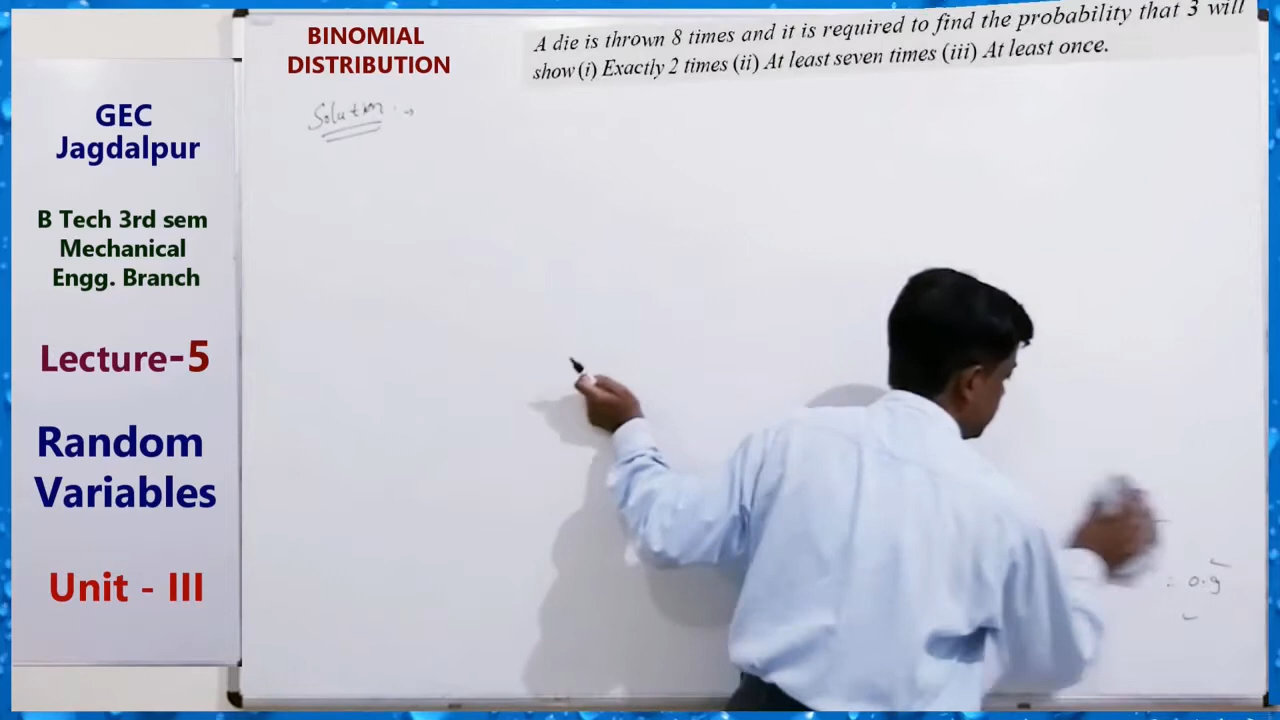 BINOMIAL
DISTRIBUTION
A die is thrown 8 times and it is required to find the probability that 3 will
show (i) Exactly 2 times (ii) At least seven times (iii) At least once.
Solution. →
GEC
Jagdalpur
B Tech 3rd sem
Mechanical
Engg. Branch
Lecture-5
Random
Variables
Unit - III
= 0.9